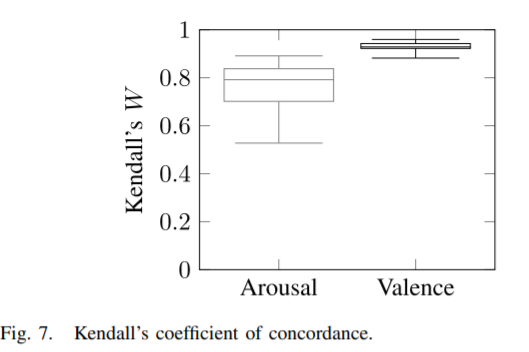 Kendall's W
1
0.8
0.6
0.4
0.2
0
Arousal Valence
Fig. 7. Kendall's coefficient of concordance.